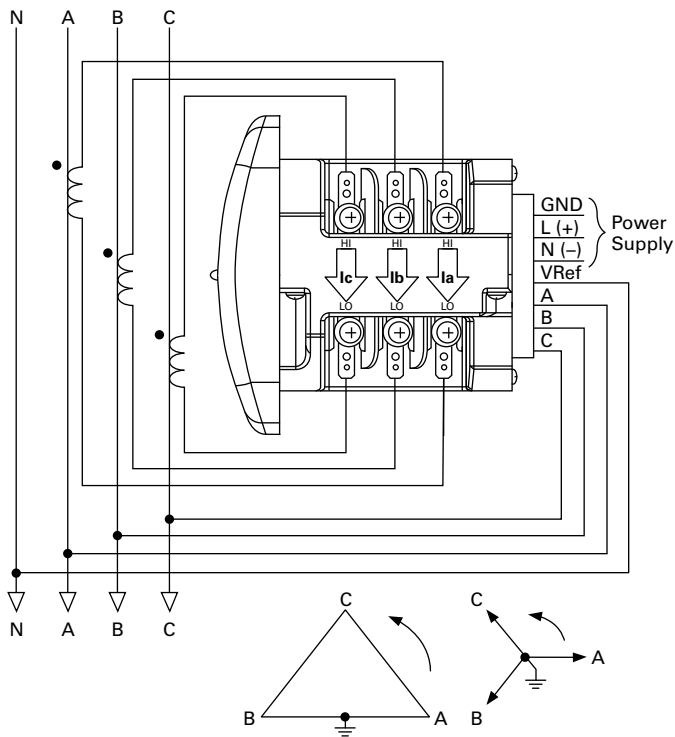 N A B C
GND
L (+)
N (–)
Power
Supply
VRef
A
B
C
HI HI HI
Ic Ib Ia
LO LO LO
N A B C
C
B A
C
A
B